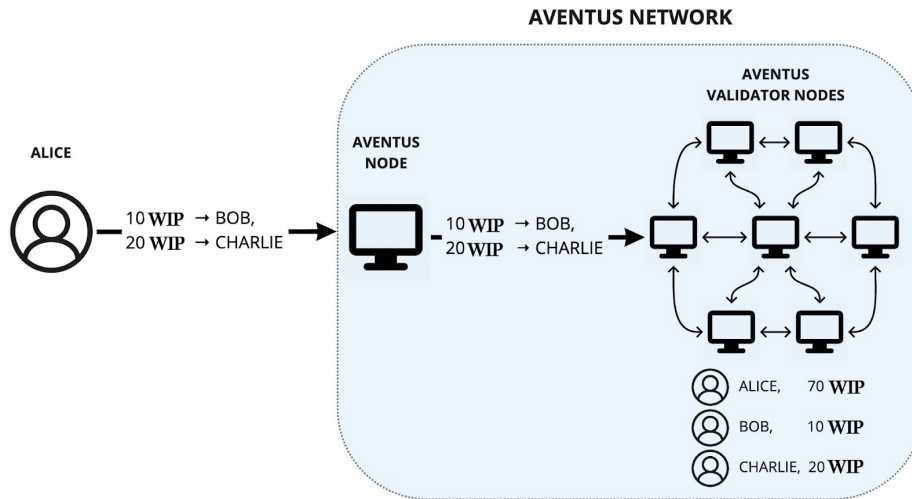 AVENTUS NETWORK
AVENTUS
VALIDATOR NODES
ALICE
AVENTUS
NODE
10 WIP → BOB,
20 WIP → CHARLIE
10 WIP → BOB,
20 WIP → CHARLIE
ALICE, 70 WIP
BOB, 10 WIP
CHARLIE, 20 WIP